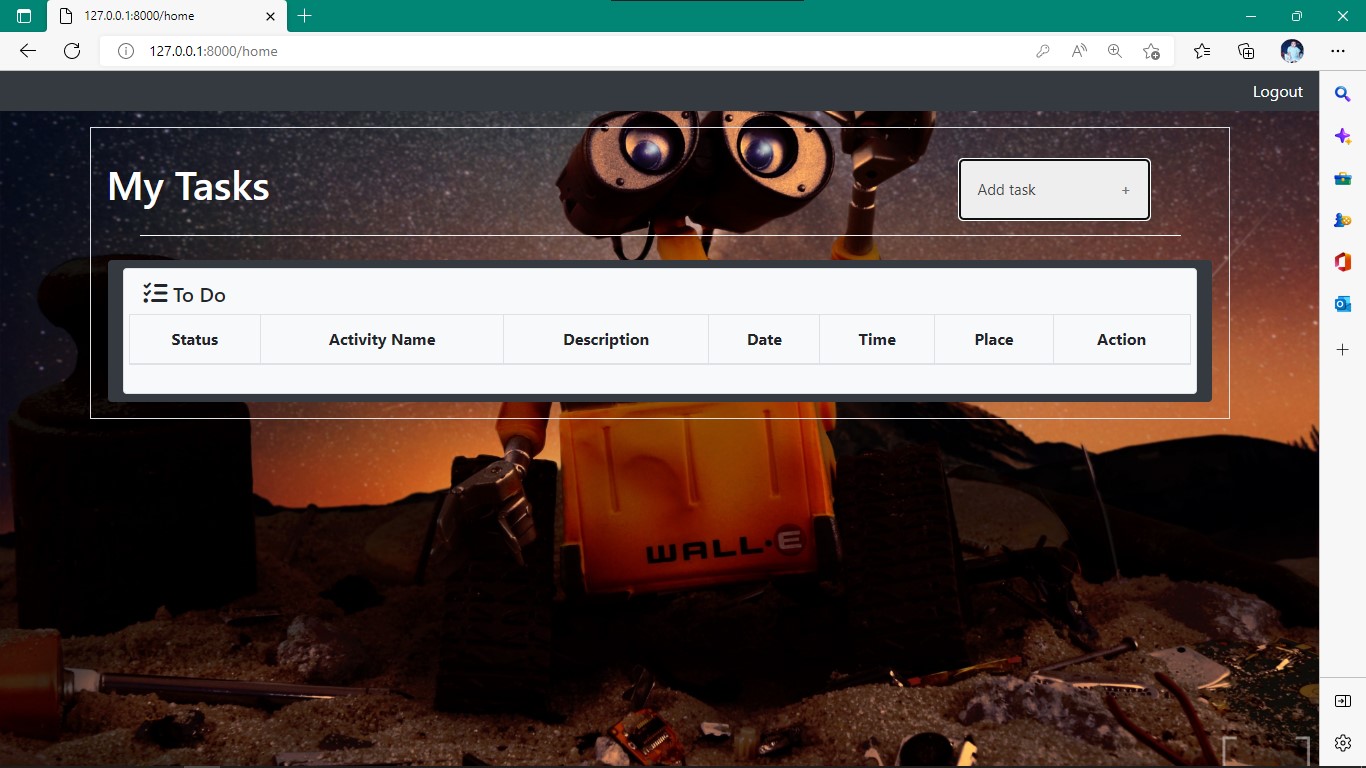 127.0.0.1:8000/home
127.0.0.1:8000/home
Logout
My Tasks
Add task +
To Do
Status Activity Name Description Date Time Place Action
WALL·E